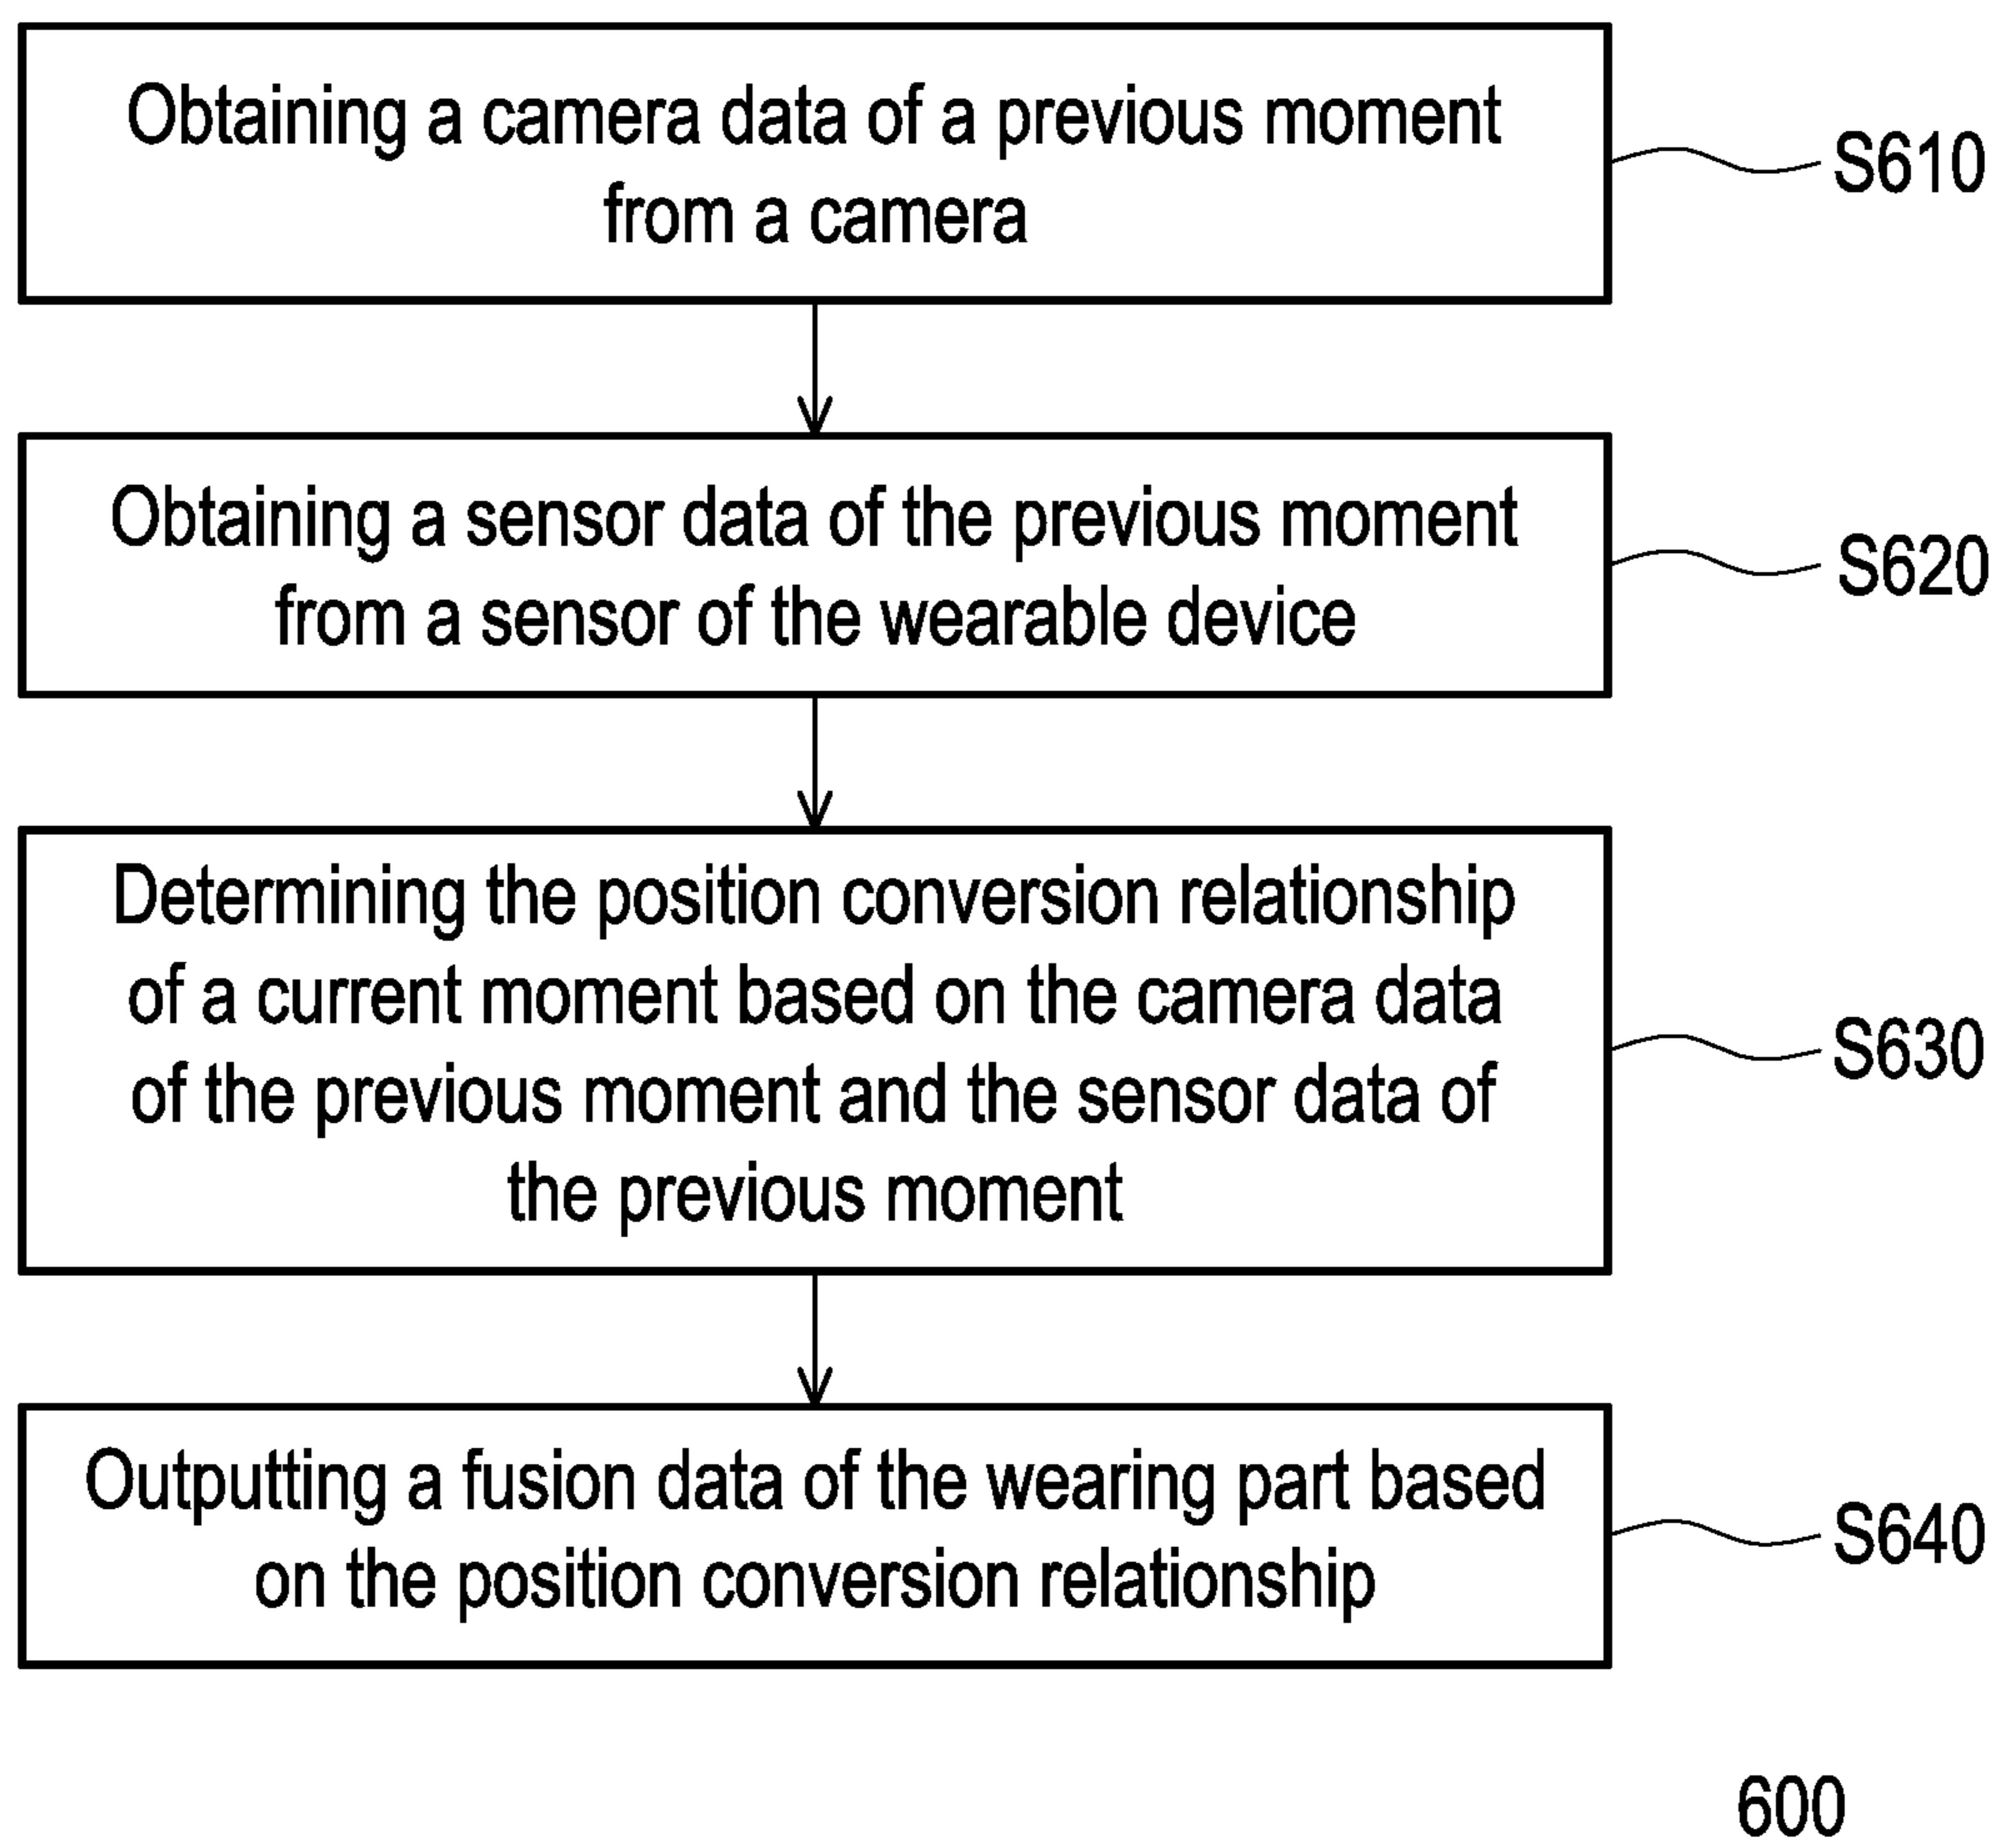 Obtaining a camera data of a previous moment
from a camera
S610
Obtaining a sensor data of the previous moment
from a sensor of the wearable device
S620
Determining the position conversion relationship
of a current moment based on the camera data
of the previous moment and the sensor data of
the previous moment
S630
Outputting a fusion data of the wearing part based
on the position conversion relationship
S640
600